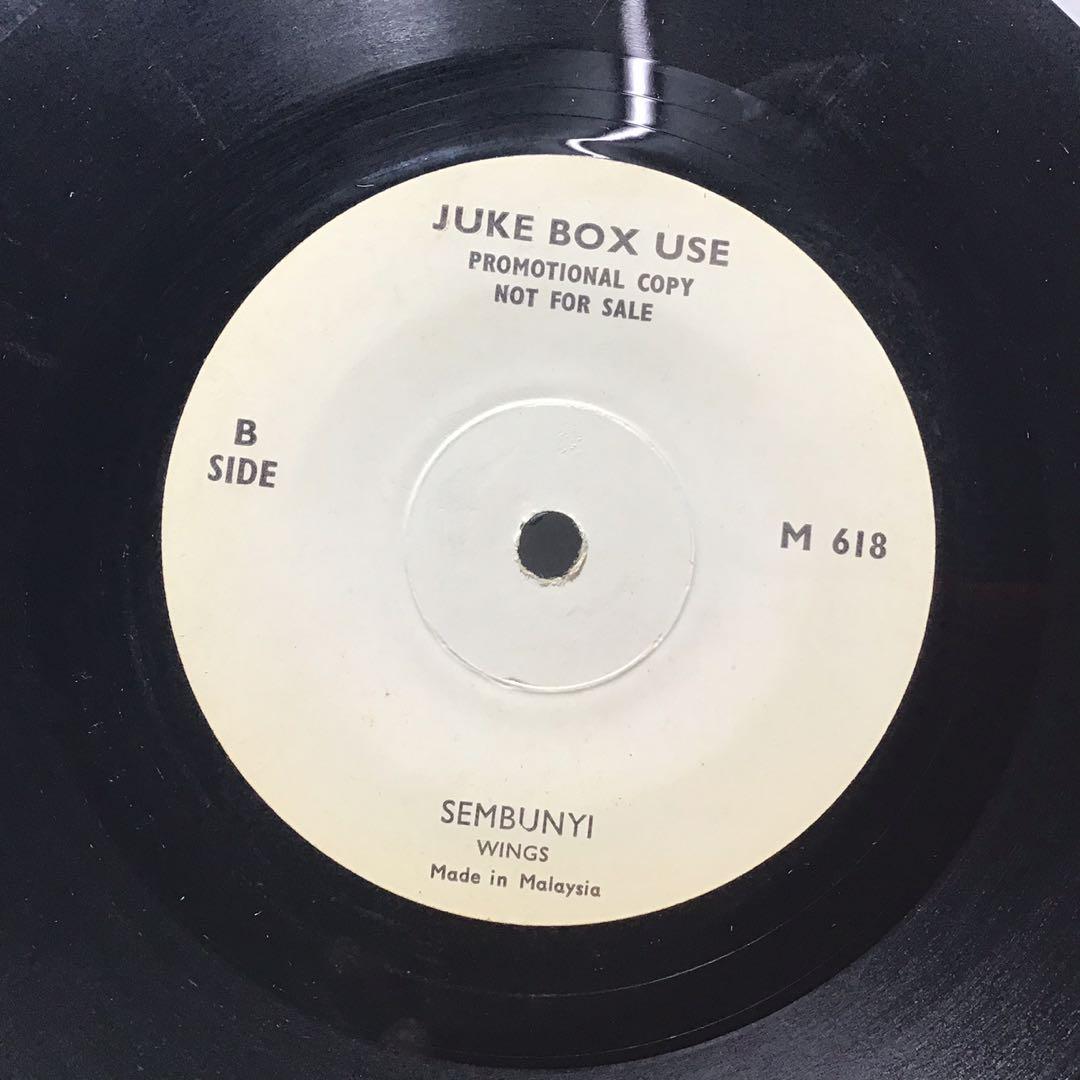 JUKE BOX USE
PROMOTIONAL COPY
NOT FOR SALE
B
SIDE
M 618
SEMBUNYI
WINGS
Made in Malaysia